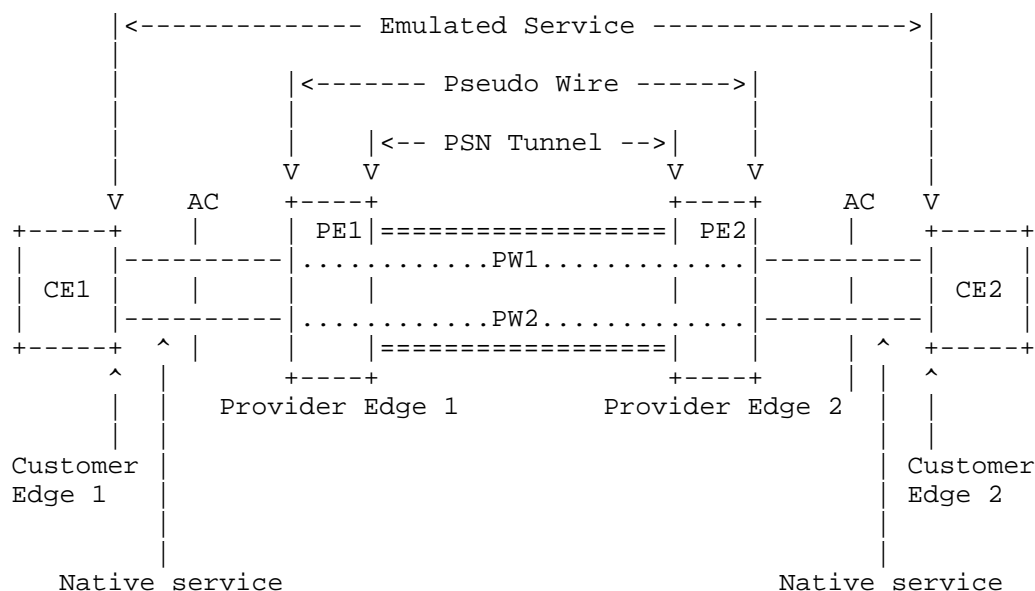 |<-------------- Emulated Service ---------------->|
|<------- Pseudo Wire ------>|
|<-- PSN Tunnel -->|
V V V V
V AC AC V
PE1 PE2
PW1
CE1 CE2
PW2
Provider Edge 1 Provider Edge 2
Customer Edge 1
Customer Edge 2
Native service Native service